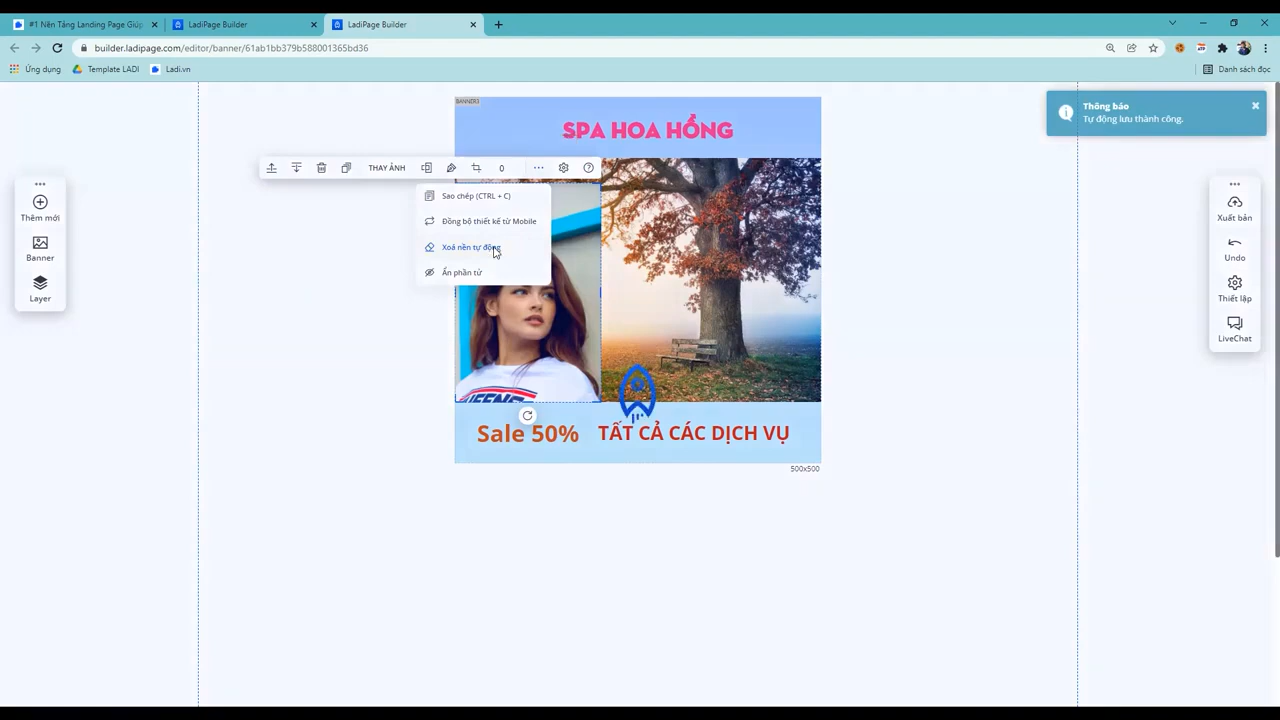 #1 Nền Tảng Landing Page Giúp
LadiPage Builder
LadiPage Builder
builder.ladipage.com/editor/banner/61ab1bb379b588001365bd36
Ứng dụng
Template LADI
Ladi.vn
Danh sách đọc
BANNER3
SPA HOA HỒNG
Thông báo
Tự động lưu thành công.
THAY ẢNH
0
Sao chép (CTRL + C)
Đồng bộ thiết kế từ Mobile
Xoá nền tự động
Ẩn phần tử
Thêm mới
Banner
Layer
Xuất bản
Undo
Thiết lập
LiveChat
Sale 50%
TẤT CẢ CÁC DỊCH VỤ
500x500